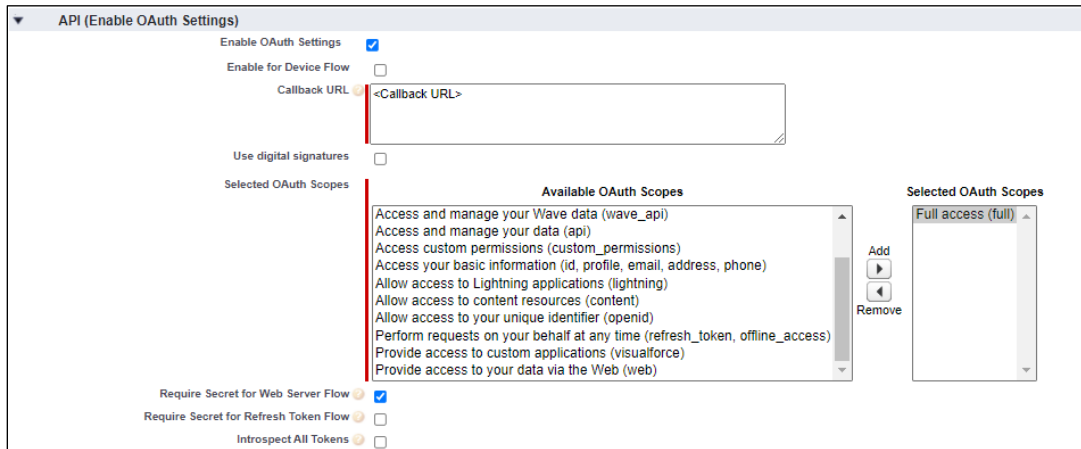 API (Enable OAuth Settings)
Enable OAuth Settings
Enable for Device Flow
Callback URL
<Callback URL>
Use digital signatures
Selected OAuth Scopes
Available OAuth Scopes
Access and manage your Wave data (wave_api)
Access and manage your data (api)
Access custom permissions (custom_permissions)
Access your basic information (id, profile, email, address, phone)
Allow access to Lightning applications (lightning)
Allow access to content resources (content)
Allow access to your unique identifier (openid)
Perform requests on your behalf at any time (refresh_token, offline_access)
Provide access to custom applications (visualforce)
Provide access to your data via the Web (web)
Add
Remove
Selected OAuth Scopes
Full access (full)
Require Secret for Web Server Flow
Require Secret for Refresh Token Flow
Introspect All Tokens